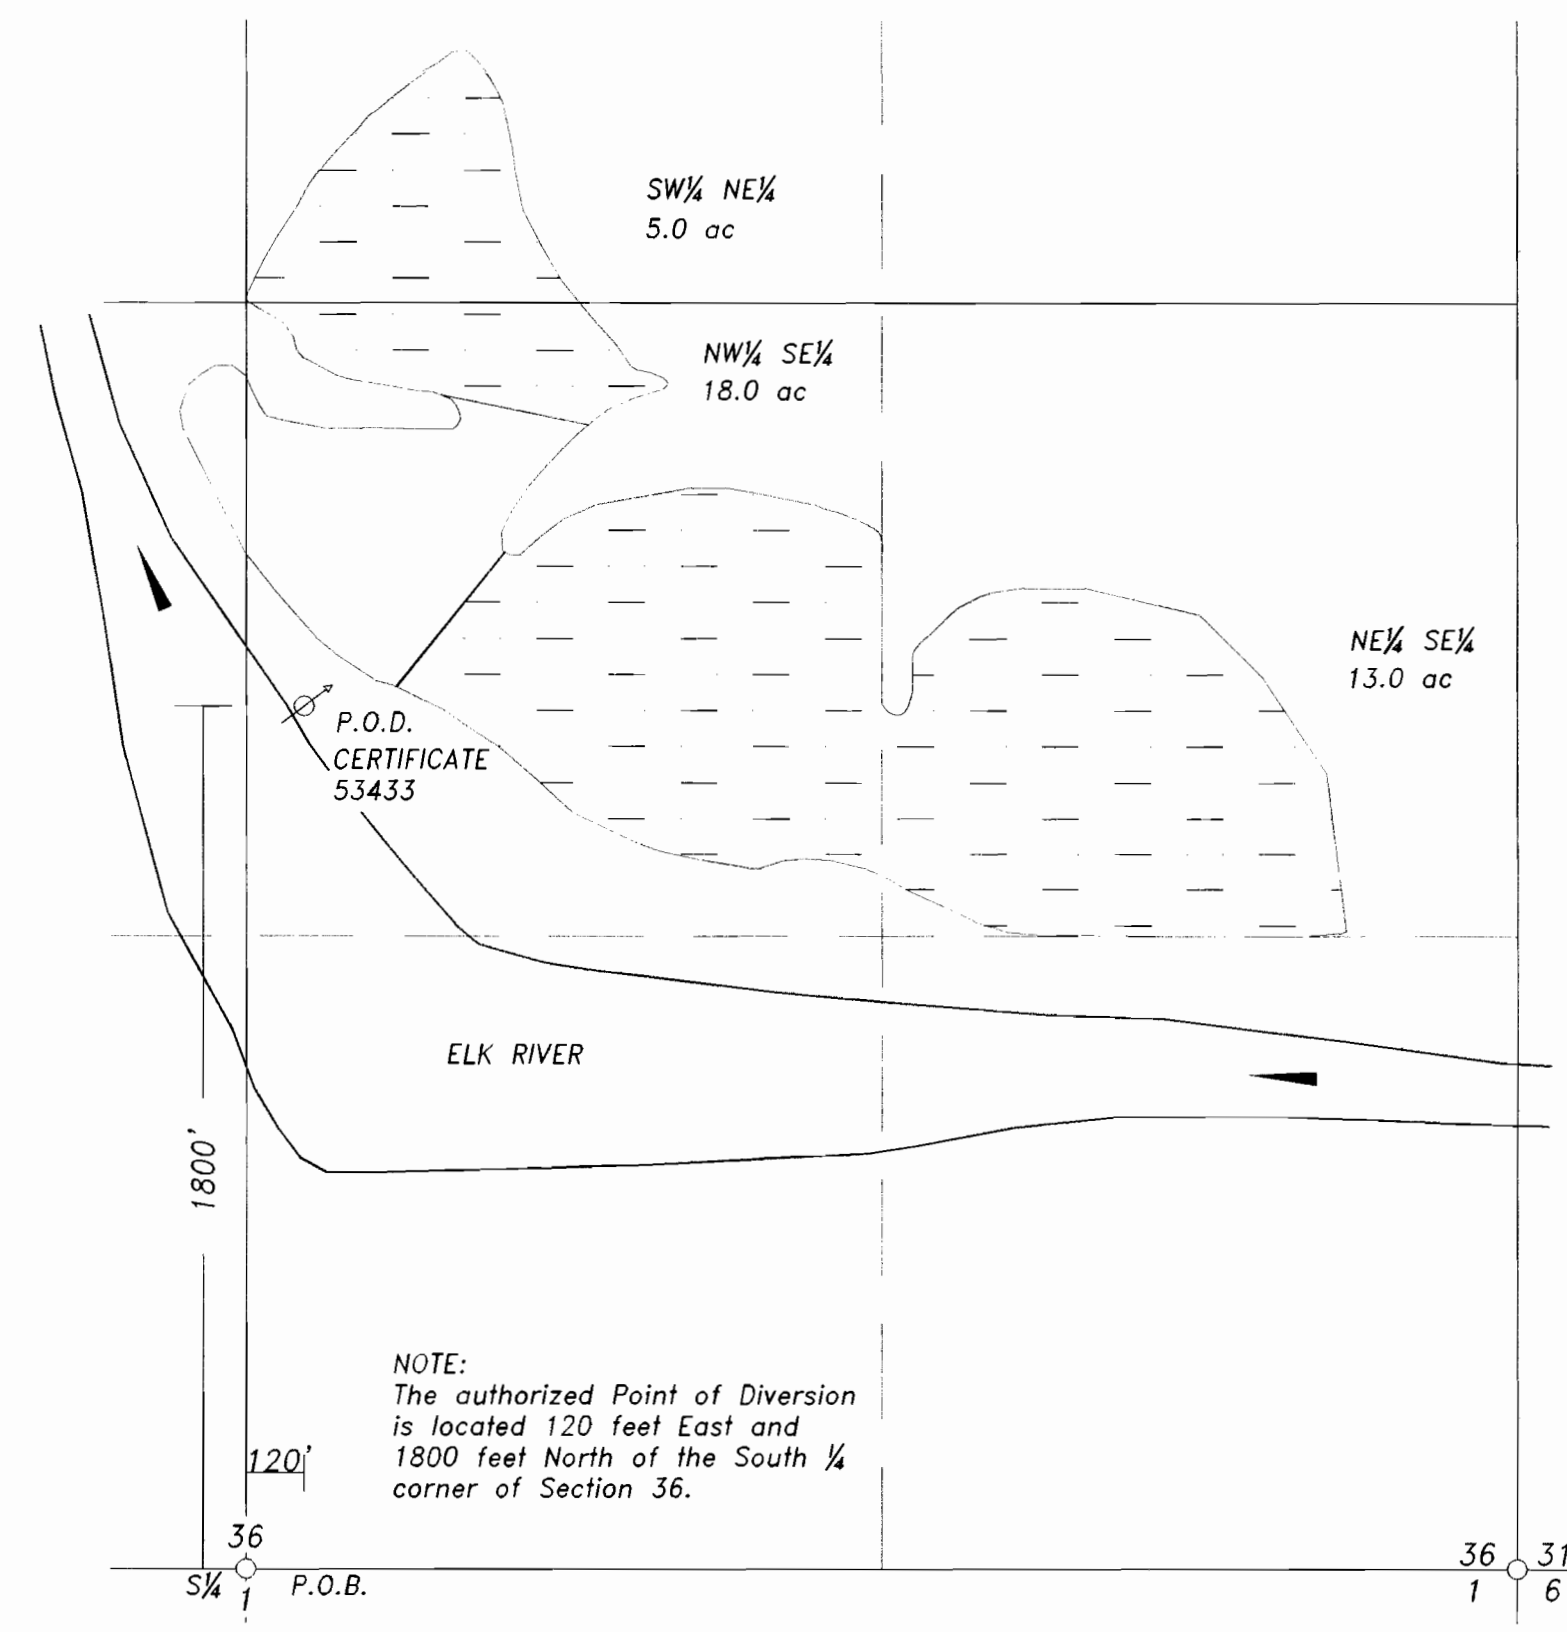 SW¼ NE¼
5.0 ac
NW¼ SE¼
18.0 ac
NE¼ SE¼
13.0 ac
P.O.D.
CERTIFICATE
53433
ELK RIVER
1800'
NOTE:
The authorized Point of Diversion
is located 120 feet East and
1800 feet North of the South ¼
corner of Section 36.
120'
36
S¼
1
P.O.B.
36
31
1
6